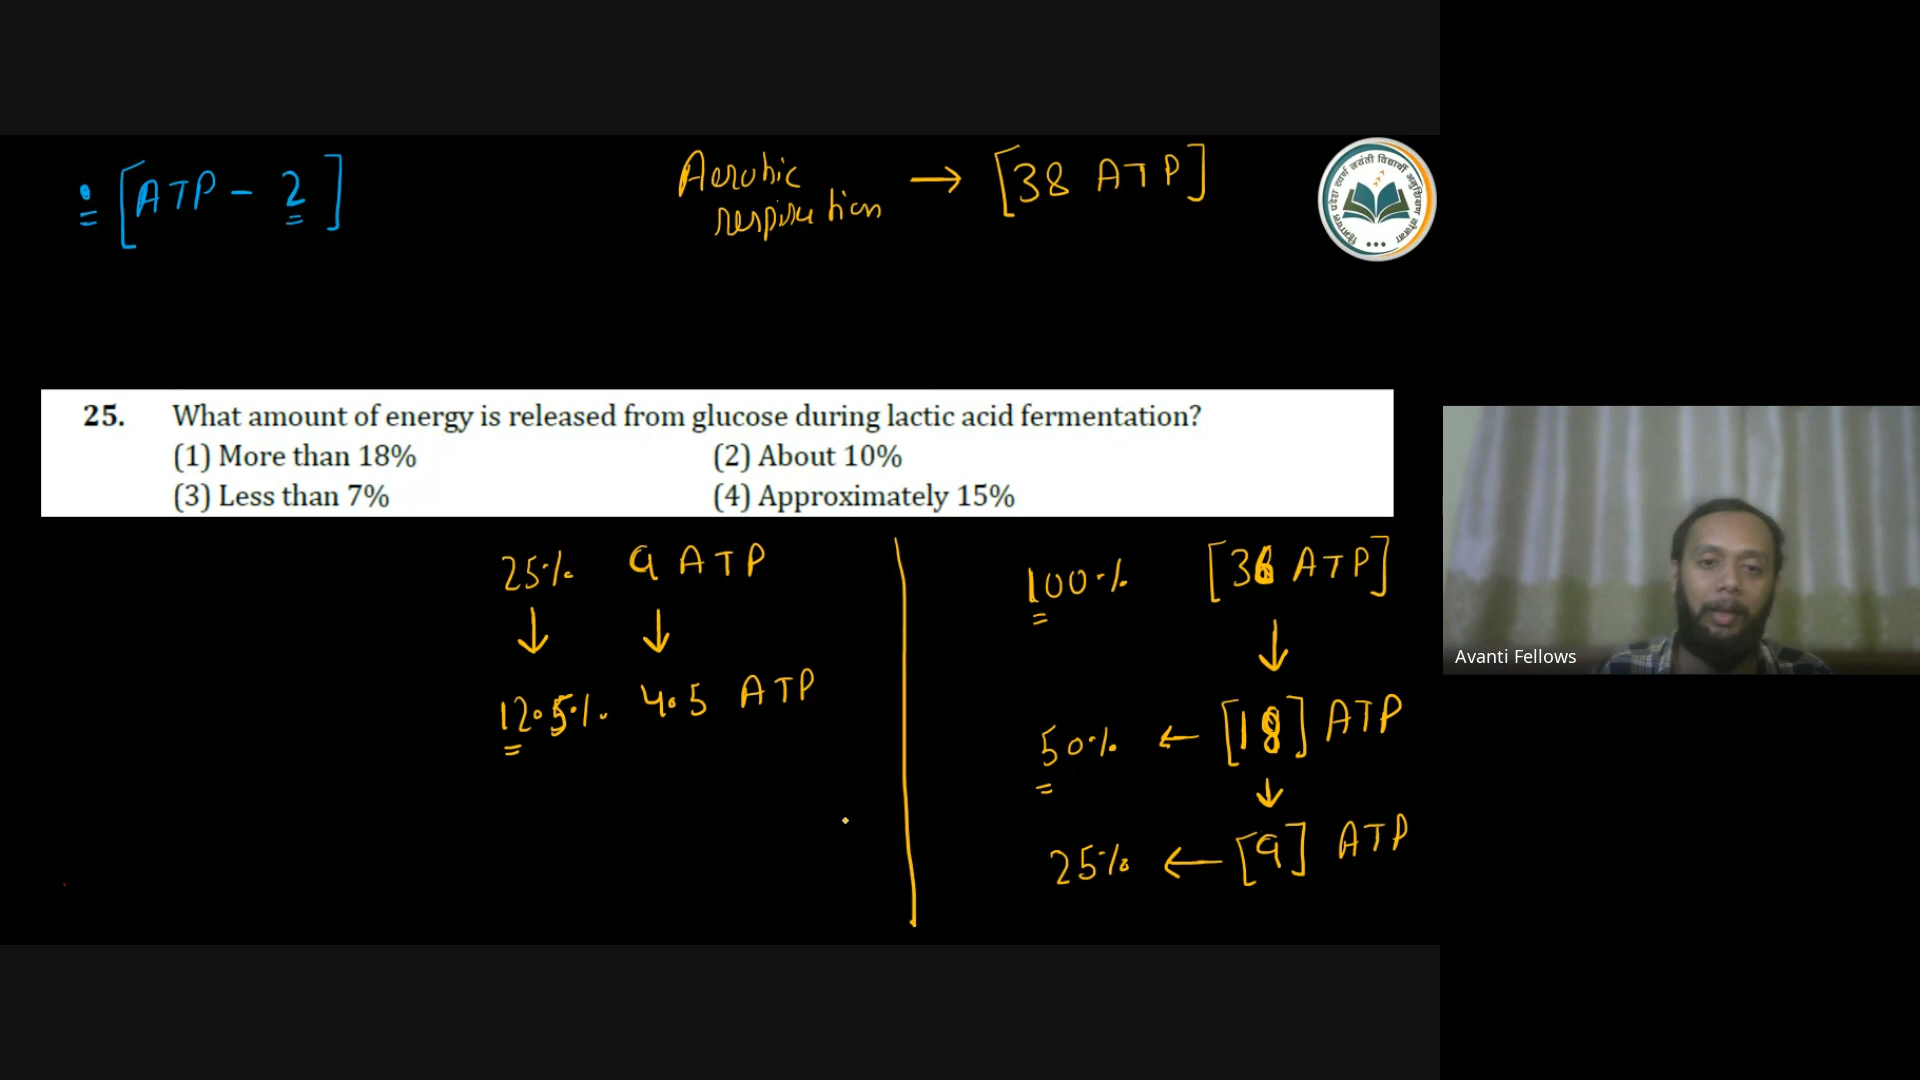 [ATP - 2]
Aerobic respiration → [38 ATP]
25. What amount of energy is released from glucose during lactic acid fermentation?
(1) More than 18% (2) About 10%
(3) Less than 7% (4) Approximately 15%
25% 9 ATP
↓ ↓
12.5% 4.5 ATP
100% [36 ATP]
↓
50% ← [18] ATP
↓
25% ← [9] ATP
Avanti Fellows